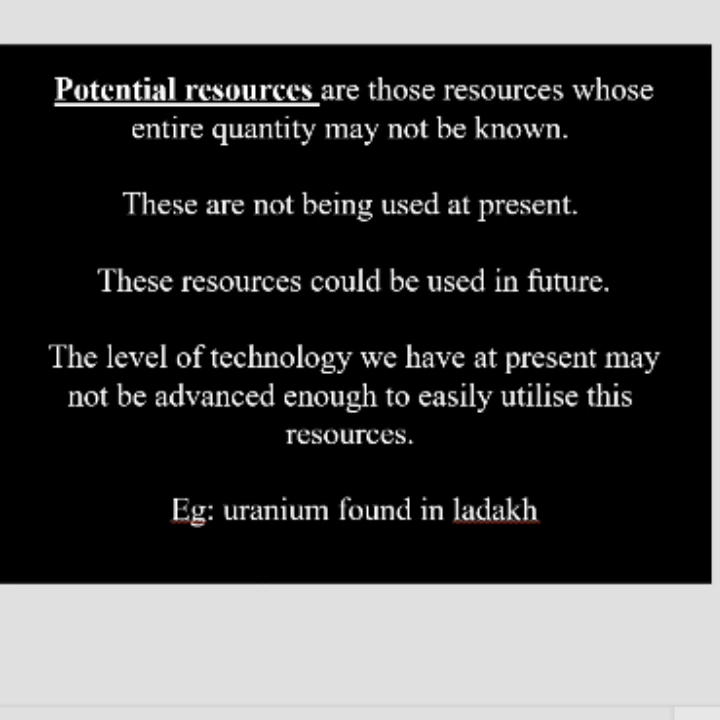 Potential resources are those resources whose
entire quantity may not be known.
These are not being used at present.
These resources could be used in future.
The level of technology we have at present may
not be advanced enough to easily utilise this
resources.
Eg: uranium found in ladakh